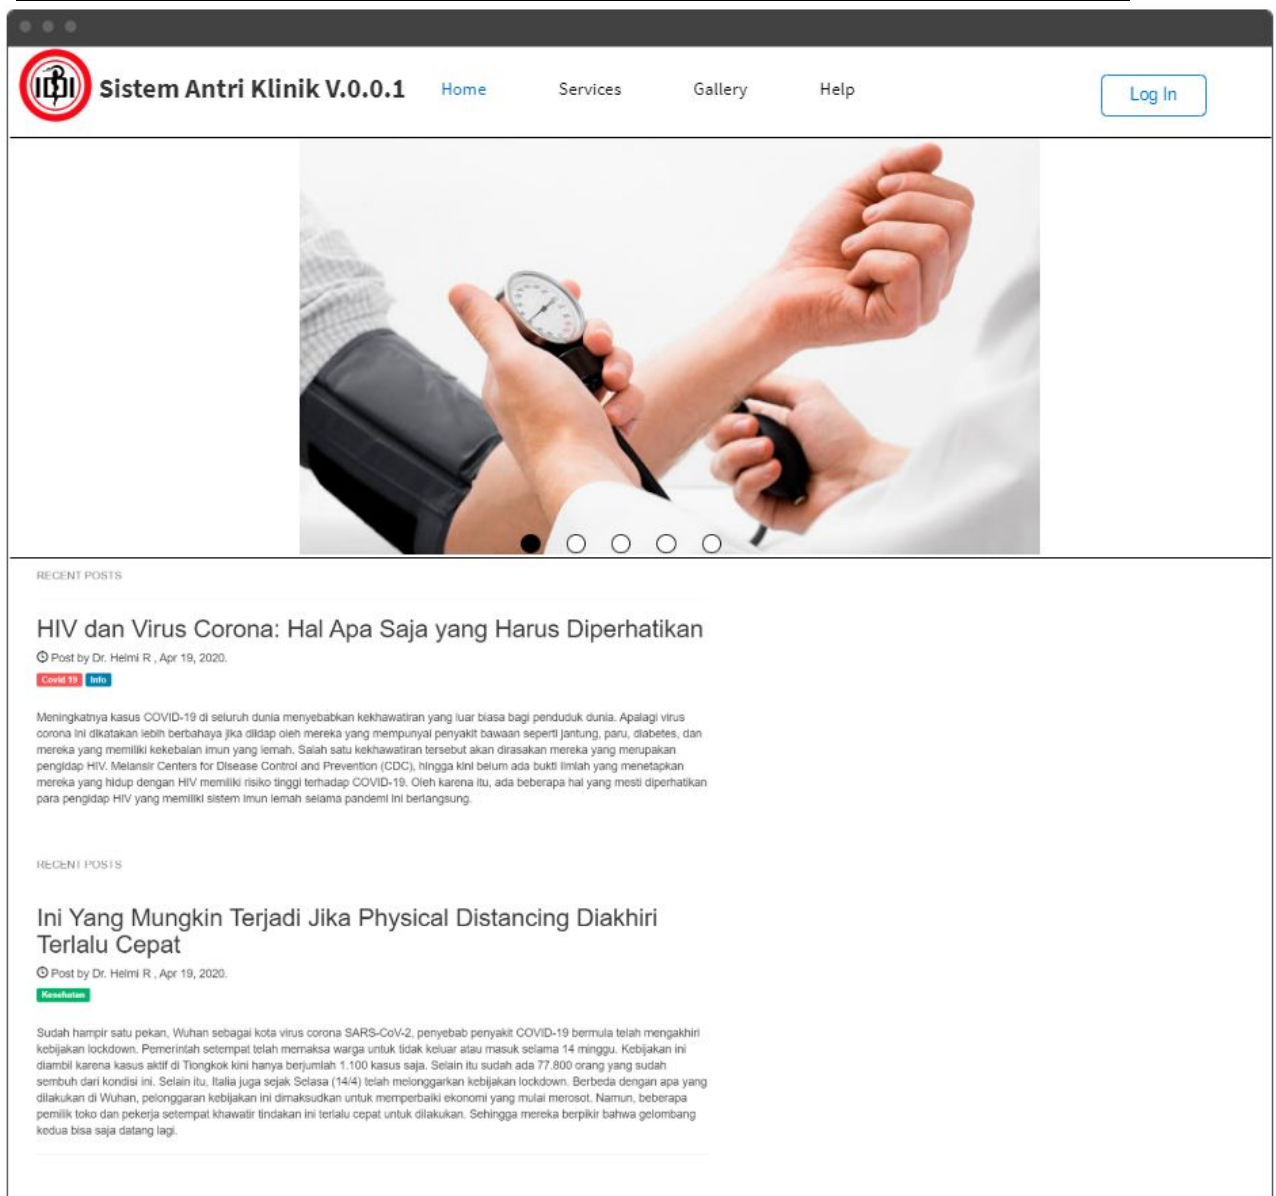 IDI
Sistem Antri Klinik V.0.0.1
Home
Services
Gallery
Help
Log In
RECENT POSTS
HIV dan Virus Corona: Hal Apa Saja yang Harus Diperhatikan
Post by Dr. Helmi R , Apr 19, 2020.
Covid 19 Info
Meningkatnya kasus COVID-19 di seluruh dunia menyebabkan kekhawatiran yang luar biasa bagi penduduk dunia. Apalagi virus
corona ini dikatakan lebih berbahaya jika diidap oleh mereka yang mempunyai penyakit bawaan seperti jantung, paru, diabetes, dan
mereka yang memiliki kekebalan imun yang lemah. Salah satu kekhawatiran tersebut akan dirasakan mereka yang merupakan
pengidap HIV. Melansir Centers for Disease Control and Prevention (CDC), hingga kini belum ada bukti ilmiah yang menetapkan
mereka yang hidup dengan HIV memiliki risiko tinggi terhadap COVID-19. Oleh karena itu, ada beberapa hal yang mesti diperhatikan
para pengidap HIV yang memiliki sistem imun lemah selama pandemi ini berlangsung.
RECENT POSTS
Ini Yang Mungkin Terjadi Jika Physical Distancing Diakhiri
Terlalu Cepat
Post by Dr. Helmi R , Apr 19, 2020.
Kesehatan
Sudah hampir satu pekan, Wuhan sebagai kota virus corona SARS-CoV-2, penyebab penyakit COVID-19 bermula telah mengakhiri
kebijakan lockdown. Pemerintah setempat telah memaksa warga untuk tidak keluar atau masuk selama 14 minggu. Kebijakan ini
diambil karena kasus aktif di Tiongkok kini hanya berjumlah 1.100 kasus saja. Selain itu sudah ada 77.800 orang yang sudah
sembuh dari kondisi ini. Selain itu, Italia juga sejak Selasa (14/4) telah melonggarkan kebijakan lockdown. Berbeda dengan apa yang
dilakukan di Wuhan, pelonggaran kebijakan ini dimaksudkan untuk memperbaiki ekonomi yang mulai merosot. Namun, beberapa
pemilik toko dan pekerja setempat khawatir tindakan ini terlalu cepat untuk dilakukan. Sehingga mereka berpikir bahwa gelombang
kedua bisa saja datang lagi.